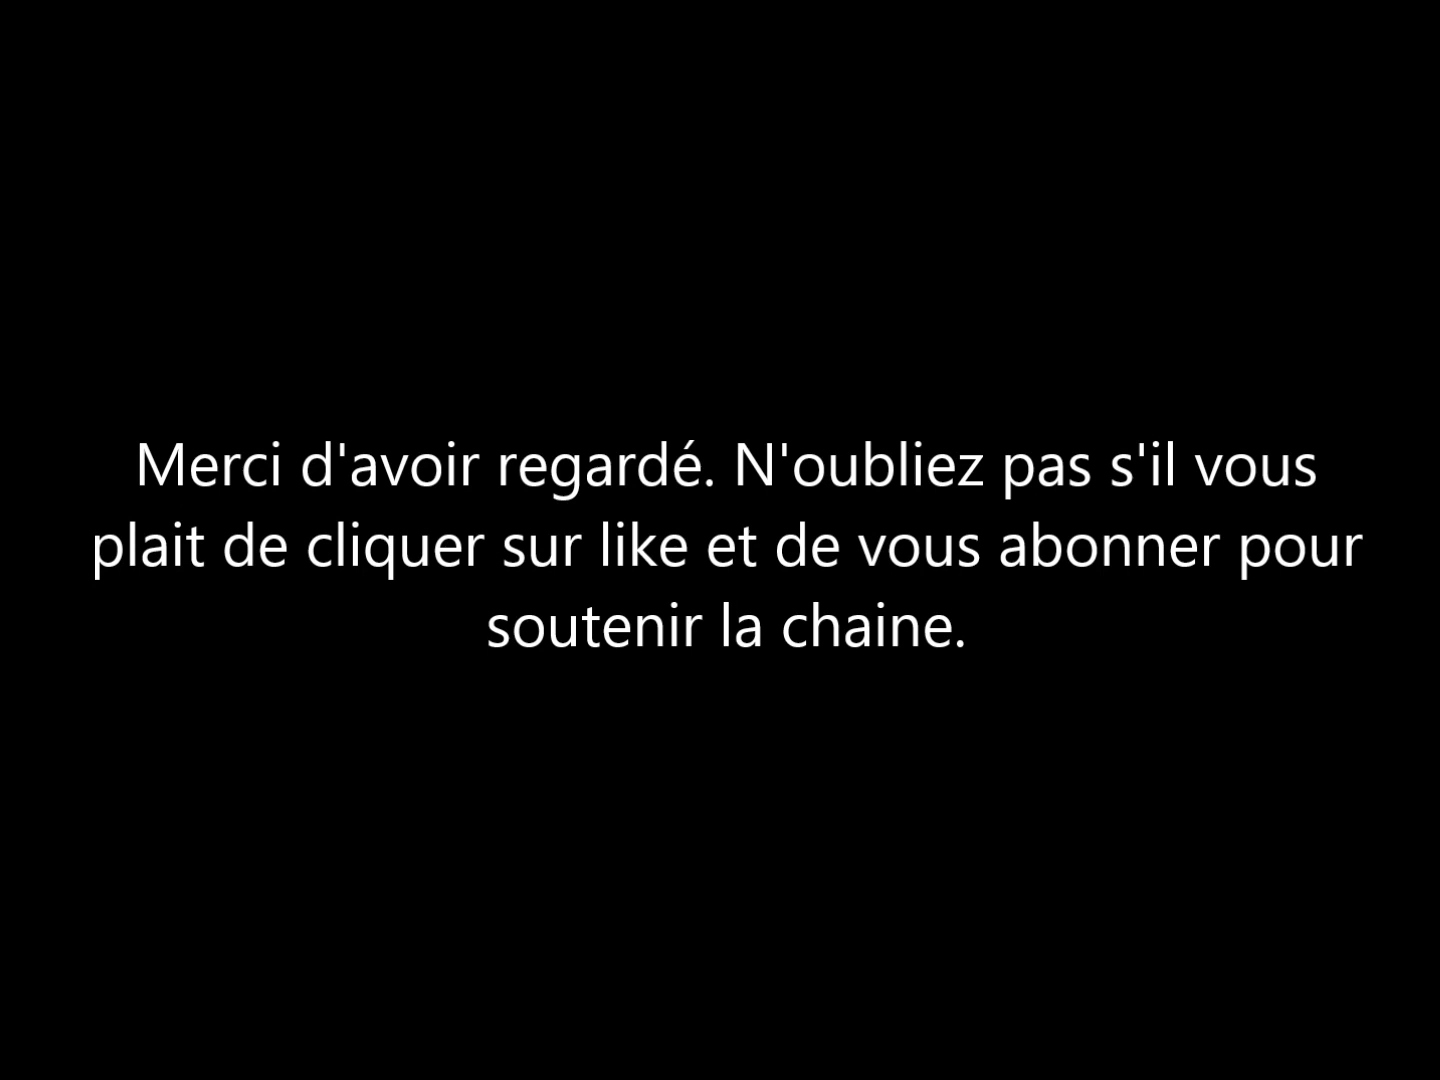 Merci d'avoir regardé. N'oubliez pas s'il vous
plait de cliquer sur like et de vous abonner pour
soutenir la chaine.